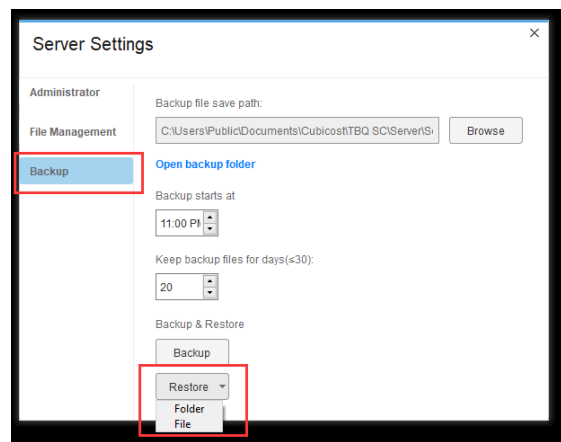 Server Settings
Administrator
File Management
Backup
Backup file save path:
C:\Users\Public\Documents\Cubicost\TBQ SC\Server\S
Browse
Open backup folder
Backup starts at
11:00 P
Keep backup files for days(≤30):
20
Backup & Restore
Backup
Restore
Folder
File